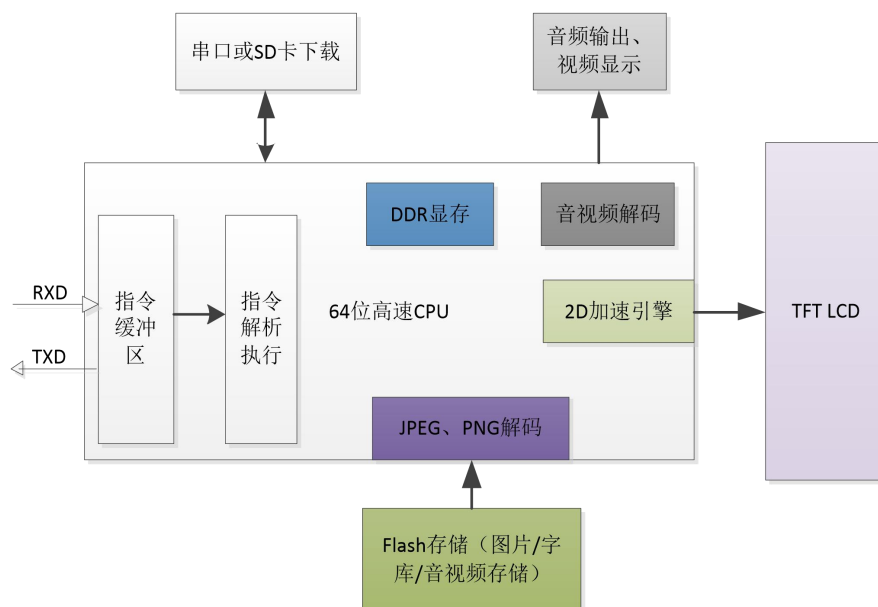 串口或SD卡下载
音频输出、
视频显示
DDR显存
音视频解码
RXD
TXD
指令
缓冲
区
指令
解析
执行
64位高速CPU
2D加速引擎
TFT LCD
JPEG、PNG解码
Flash存储（图片/字
库/音视频存储）